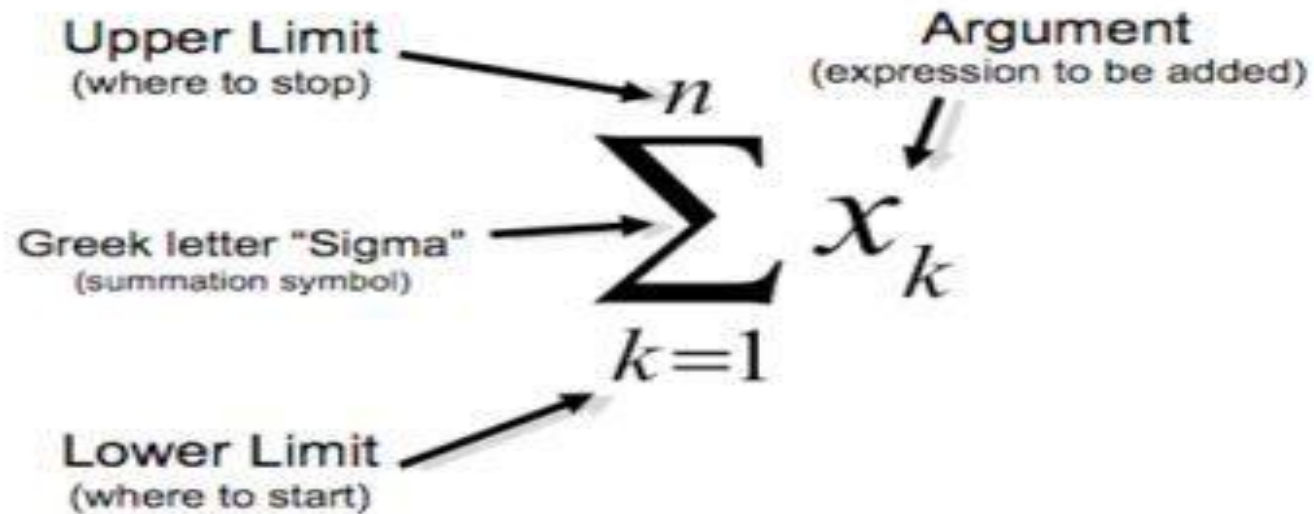 Upper Limit
(where to stop)
Argument
(expression to be added)
n
Σ x_k
k=1
Greek letter “Sigma”
(summation symbol)
Lower Limit
(where to start)